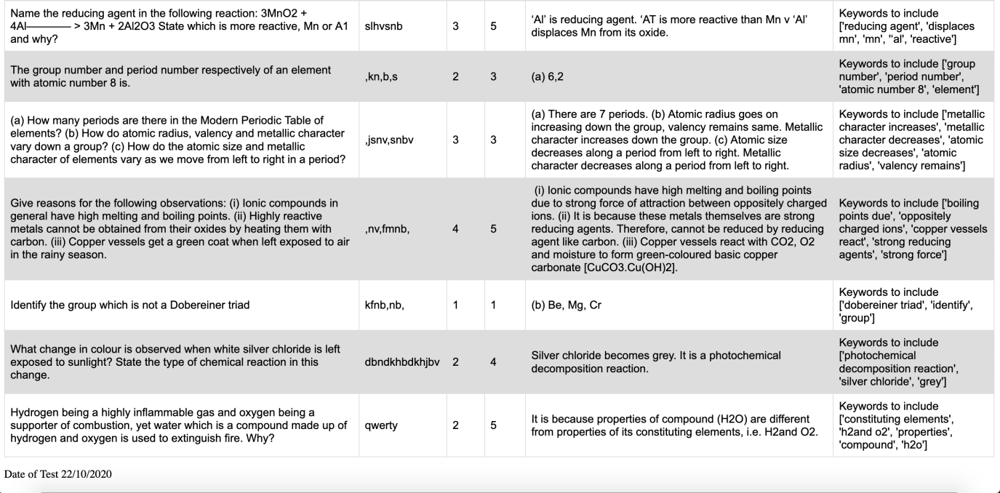 Name the reducing agent in the following reaction: 3MnO2 +
4Al———— > 3Mn + 2Al2O3 State which is more reactive, Mn or A1
and why?
slhvsnb
3
5
‘Al’ is reducing agent. ‘AT is more reactive than Mn v ‘Al’
displaces Mn from its oxide.
Keywords to include
['reducing agent', 'displaces
mn', 'mn', '‘al', 'reactive']
The group number and period number respectively of an element
with atomic number 8 is.
,kn,b,s
2
3
(a) 6,2
Keywords to include ['group
number', 'period number',
'atomic number 8', 'element']
(a) How many periods are there in the Modern Periodic Table of
elements? (b) How do atomic radius, valency and metallic character
vary down a group? (c) How do the atomic size and metallic
character of elements vary as we move from left to right in a period?
,jsnv,snbv
3
3
(a) There are 7 periods. (b) Atomic radius goes on
increasing down the group, valency remains same. Metallic
character increases down the group. (c) Atomic size
decreases along a period from left to right. Metallic
character decreases along a period from left to right.
Keywords to include ['metallic
character increases', 'metallic
character decreases', 'atomic
size decreases', 'atomic
radius', 'valency remains']
Give reasons for the following observations: (i) Ionic compounds in
general have high melting and boiling points. (ii) Highly reactive
metals cannot be obtained from their oxides by heating them with
carbon. (iii) Copper vessels get a green coat when left exposed to air
in the rainy season.
,nv,fmnb,
4
5
(i) Ionic compounds have high melting and boiling points
due to strong force of attraction between oppositely charged
ions. (ii) It is because these metals themselves are strong
reducing agents. Therefore, cannot be reduced by reducing
agent like carbon. (iii) Copper vessels react with CO2, O2
and moisture to form green-coloured basic copper
carbonate [CuCO3.Cu(OH)2].
Keywords to include ['boiling
points due', 'oppositely
charged ions', 'copper vessels
react', 'strong reducing
agents', 'strong force']
Identify the group which is not a Dobereiner triad
kfnb,nb,
1
1
(b) Be, Mg, Cr
Keywords to include
['dobereiner triad', 'identify',
'group']
What change in colour is observed when white silver chloride is left
exposed to sunlight? State the type of chemical reaction in this
change.
dbndkhbdkhjbv
2
4
Silver chloride becomes grey. It is a photochemical
decomposition reaction.
Keywords to include
['photochemical
decomposition reaction',
'silver chloride', 'grey']
Hydrogen being a highly inflammable gas and oxygen being a
supporter of combustion, yet water which is a compound made up of
hydrogen and oxygen is used to extinguish fire. Why?
qwerty
2
5
It is because properties of compound (H2O) are different
from properties of its constituting elements, i.e. H2and O2.
Keywords to include
['constituting elements',
'h2and o2', 'properties',
'compound', 'h2o']
Date of Test 22/10/2020